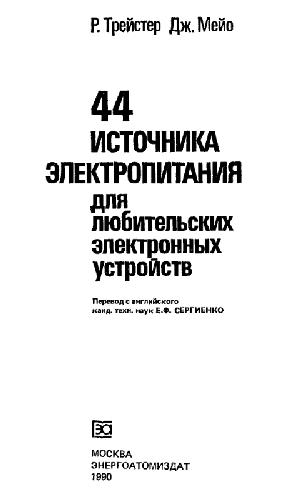 Р. Трейстер Дж. Мейо
44
ИСТОЧНИКА
ЭЛЕКТРОПИТАНИЯ
для
любительских
электронных
устройств
Перевод с английского
канд. техн. наук Е.Ф. СЕРГИЕНКО
МОСКВА
ЭНЕРГОАТОМИЗДАТ
1990